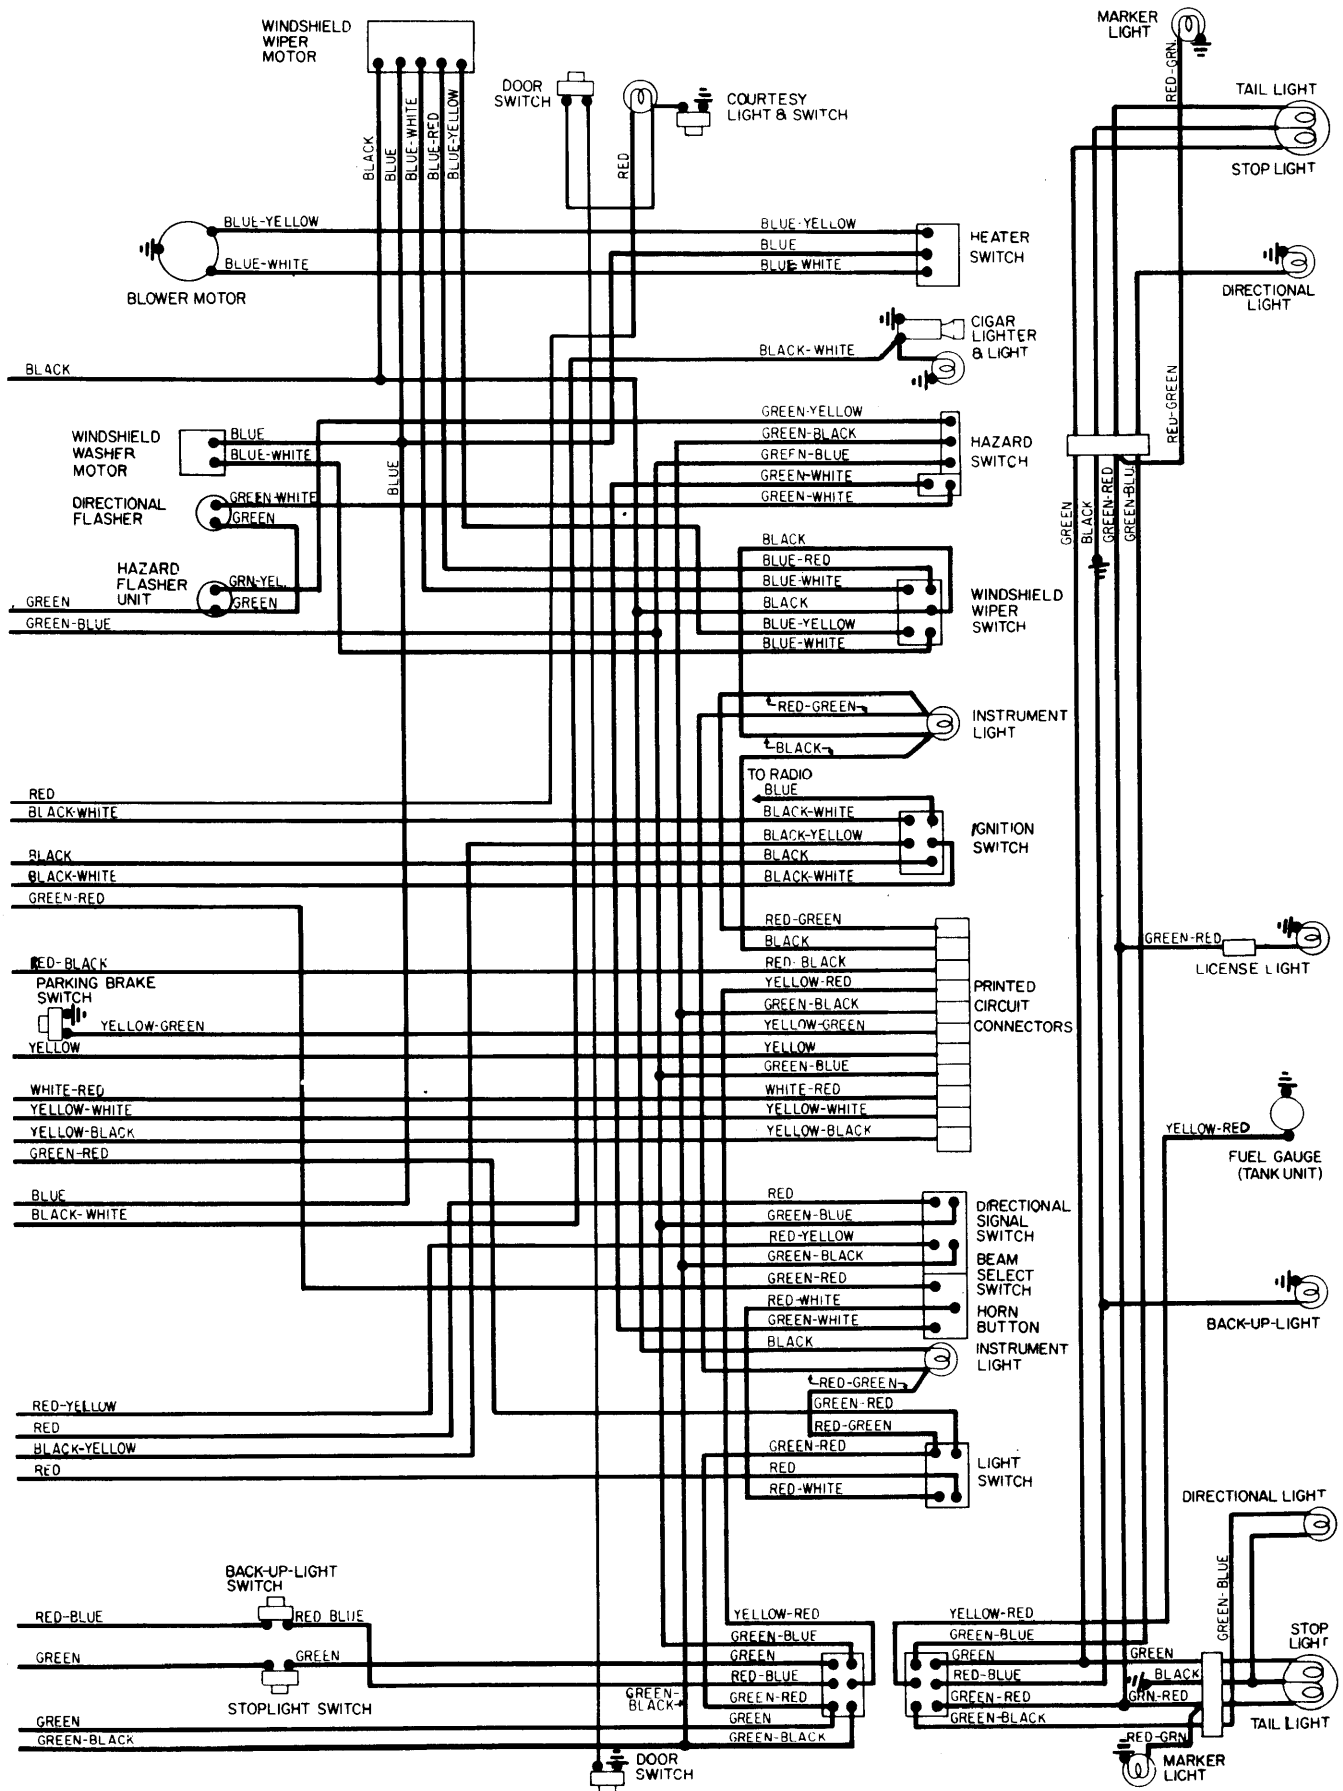 WINDSHIELD
WIPER
MOTOR
DOOR
SWITCH
COURTESY
LIGHT & SWITCH
MARKER
LIGHT
RED-GRN.
TAIL LIGHT
STOP LIGHT
BLACK
BLUE
BLUE-WHITE
BLUE-RED
BLUE-YELLOW
RED
BLUE-YELLOW
BLUE-WHITE
BLOWER MOTOR
BLUE-YELLOW
BLUE
BLUE-WHITE
HEATER
SWITCH
DIRECTIONAL
LIGHT
CIGAR
LIGHTER
& LIGHT
BLACK-WHITE
BLACK
RED-GREEN
WINDSHIELD
WASHER
MOTOR
BLUE
BLUE-WHITE
BLUE
GREEN-YELLOW
GREEN-BLACK
GREEN-BLUE
GREEN-WHITE
GREEN-WHITE
HAZARD
SWITCH
DIRECTIONAL
FLASHER
GREEN-WHITE
GREEN
GREEN
BLACK
GREEN-RED
GREEN-BLU.
HAZARD
FLASHER
UNIT
GRN-YEL.
GREEN
GREEN
GREEN-BLUE
BLACK
BLUE-RED
BLUE-WHITE
BLACK
BLUE-YELLOW
BLUE-WHITE
WINDSHIELD
WIPER
SWITCH
RED-GREEN
BLACK
INSTRUMENT
LIGHT
TO RADIO
BLUE
RED
BLACK-WHITE
BLACK
BLACK-WHITE
GREEN-RED
BLACK-WHITE
BLACK-YELLOW
BLACK
BLACK-WHITE
IGNITION
SWITCH
RED-GREEN
BLACK
RED-BLACK
YELLOW-RED
GREEN-BLACK
YELLOW-GREEN
YELLOW
GREEN-BLUE
WHITE-RED
YELLOW-WHITE
YELLOW-BLACK
PRINTED
CIRCUIT
CONNECTORS
GREEN-RED
LICENSE LIGHT
RED-BLACK
PARKING BRAKE
SWITCH
YELLOW-GREEN
YELLOW
WHITE-RED
YELLOW-WHITE
YELLOW-BLACK
GREEN-RED
BLUE
BLACK-WHITE
YELLOW-RED
FUEL GAUGE
(TANK UNIT)
RED
GREEN-BLUE
RED-YELLOW
GREEN-BLACK
GREEN-RED
RED-WHITE
GREEN-WHITE
BLACK
DIRECTIONAL
SIGNAL
SWITCH
BEAM
SELECT
SWITCH
HORN
BUTTON
INSTRUMENT
LIGHT
BACK-UP-LIGHT
RED-GREEN
GREEN-RED
RED-GREEN
GREEN-RED
RED
RED-WHITE
LIGHT
SWITCH
RED-YELLOW
RED
BLACK-YELLOW
RED
DIRECTIONAL LIGHT
BACK-UP-LIGHT
SWITCH
RED-BLUE
RED BLUE
GREEN
GREEN
STOPLIGHT SWITCH
GREEN
GREEN-BLACK
YELLOW-RED
GREEN-BLUE
GREEN
RED-BLUE
GREEN-RED
GREEN
GREEN-BLACK
GREEN-
BLACK
DOOR
SWITCH
YELLOW-RED
GREEN-BLUE
GREEN
RED-BLUE
GREEN-RED
GREEN-BLACK
GREEN
BLACK
GRN-RED
RED-GRN
GREEN-BLUE
STOP
LIGHT
TAIL LIGHT
MARKER
LIGHT